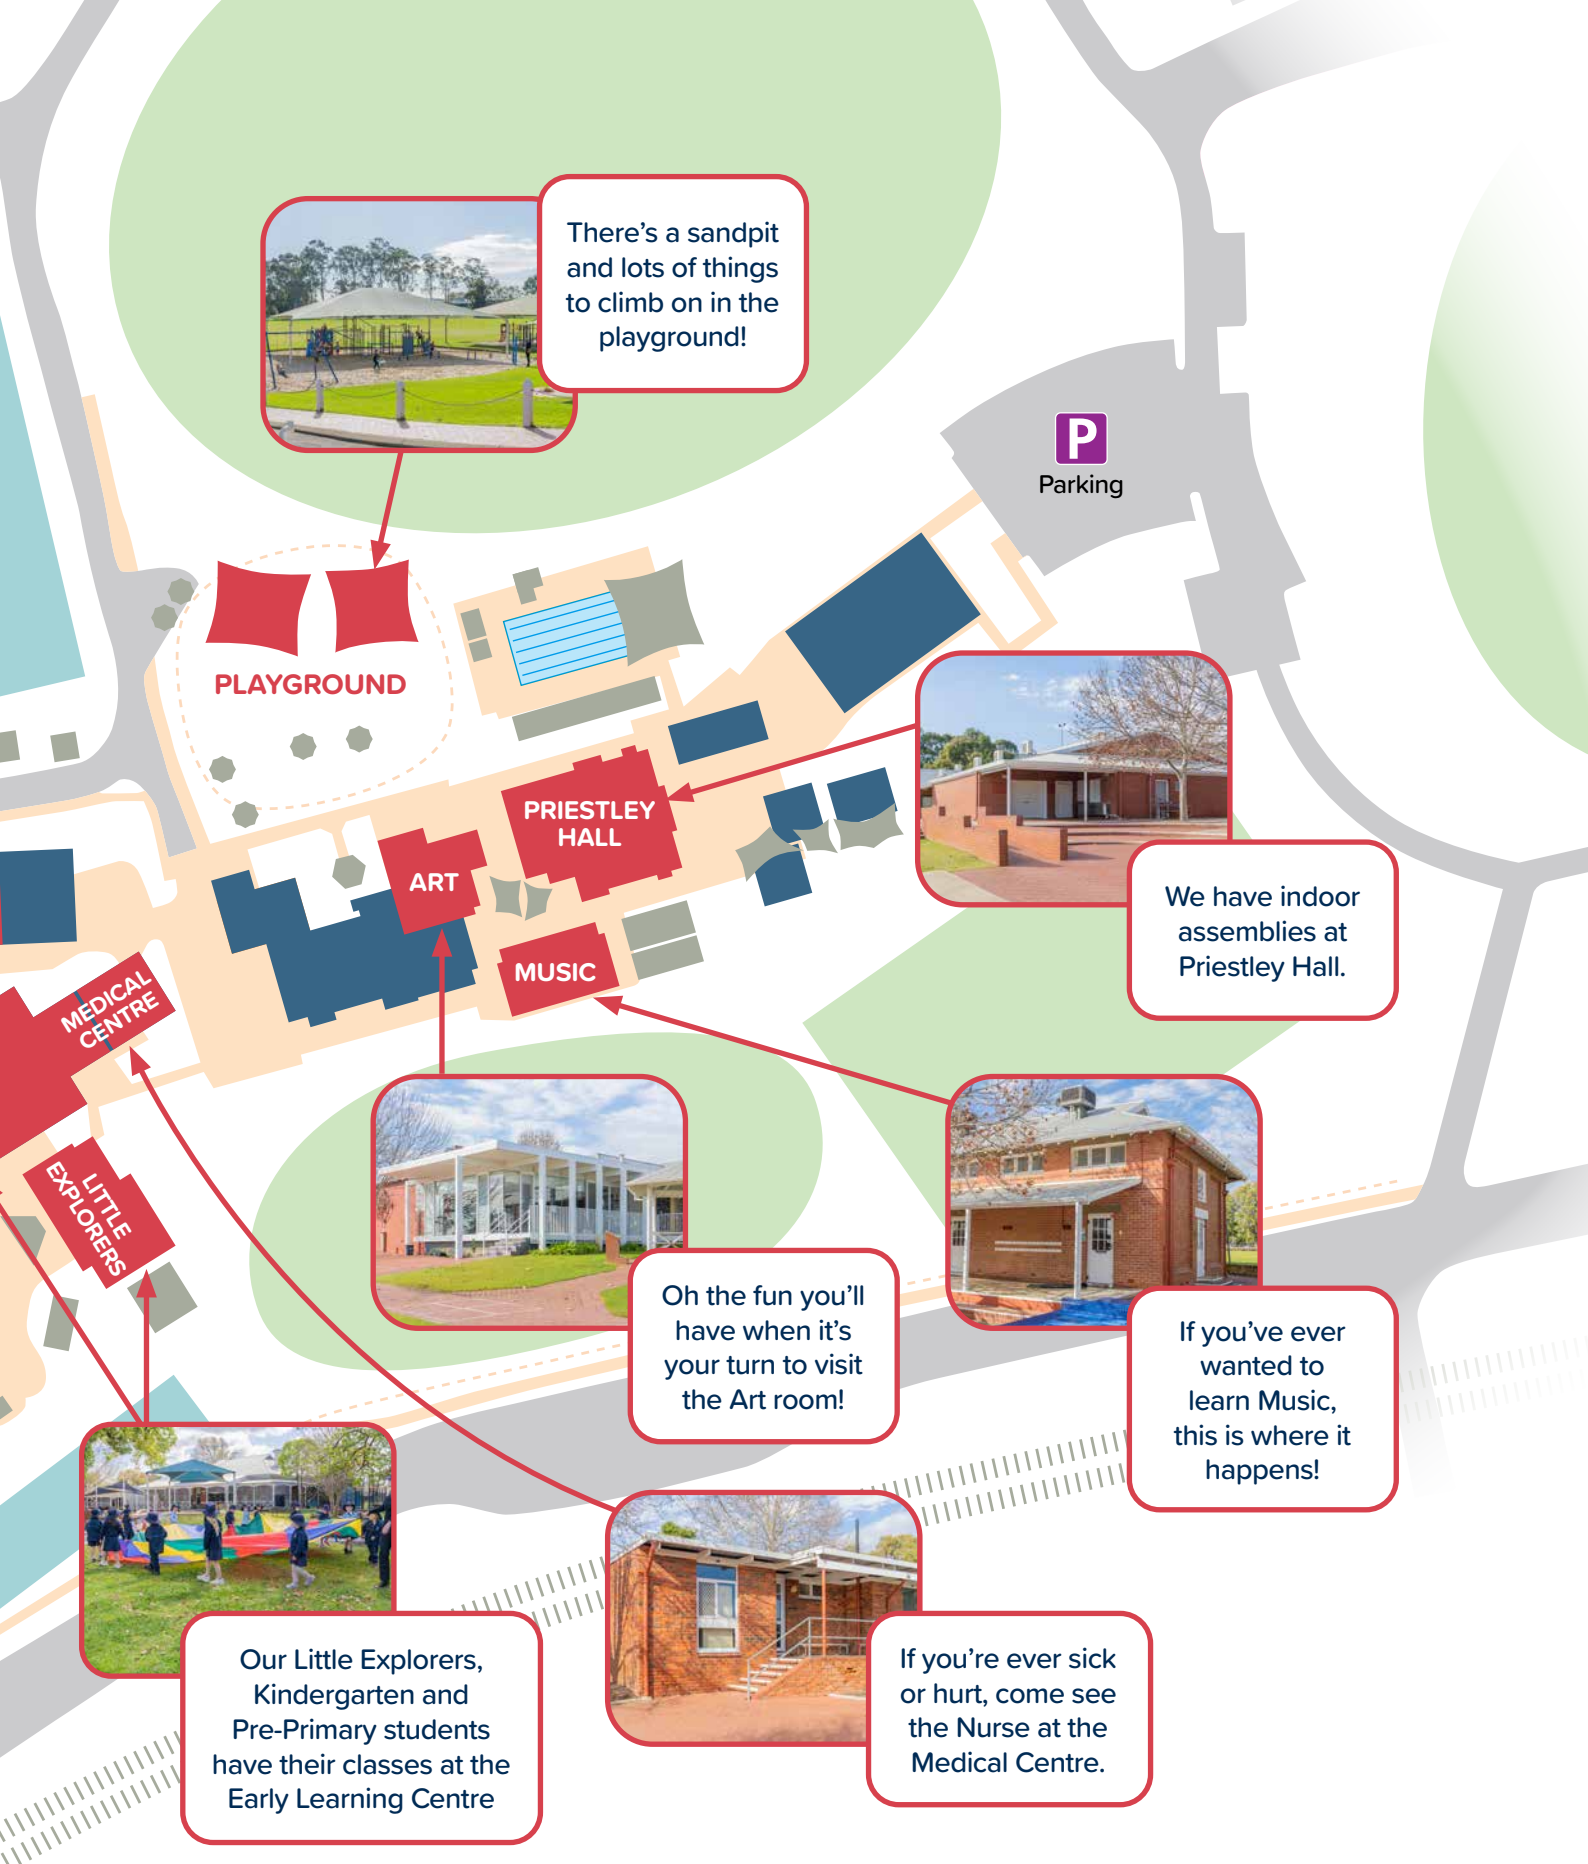 There's a sandpit
and lots of things
to climb on in the
playground!
P
Parking
PLAYGROUND
PRIESTLEY
HALL
ART
MUSIC
We have indoor
assemblies at
Priestley Hall.
MEDICAL
CENTRE
LITTLE
EXPLORERS
Oh the fun you'll
have when it's
your turn to visit
the Art room!
If you've ever
wanted to
learn Music,
this is where it
happens!
Our Little Explorers,
Kindergarten and
Pre-Primary students
have their classes at the
Early Learning Centre
If you're ever sick
or hurt, come see
the Nurse at the
Medical Centre.